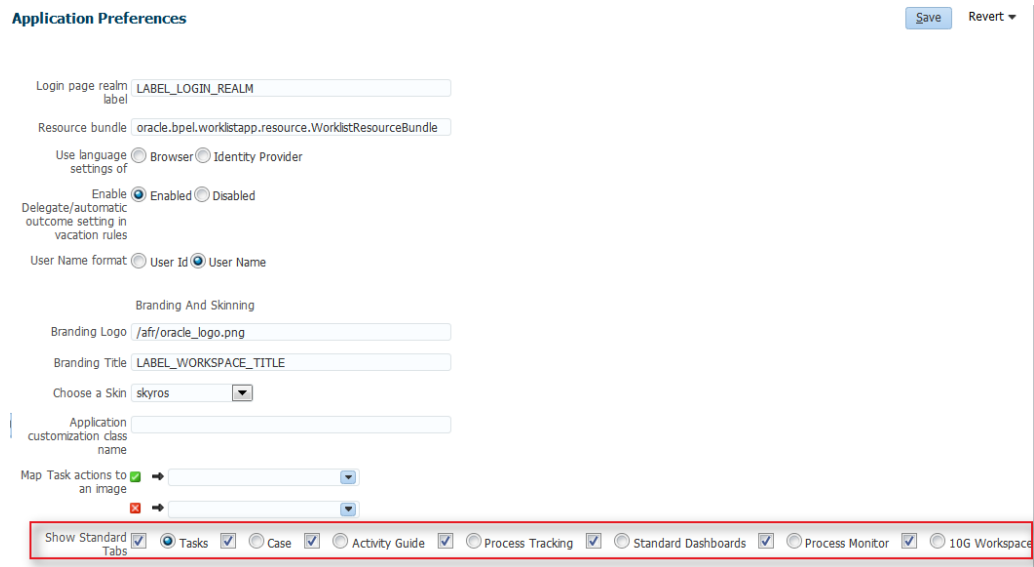 Application Preferences Save Revert
Login page realm label LABEL_LOGIN_REALM
Resource bundle oracle.bpel.worklistapp.resource.WorklistResourceBundle
Use language settings of Browser Identity Provider
Enable Delegate/automatic outcome setting in vacation rules Enabled Disabled
User Name format User Id User Name
Branding And Skinning
Branding Logo /afr/oracle_logo.png
Branding Title LABEL_WORKSPACE_TITLE
Choose a Skin skyros
Application customization class name
Map Task actions to an image
Show Standard Tabs Tasks Case Activity Guide Process Tracking Standard Dashboards Process Monitor 10G Workspace